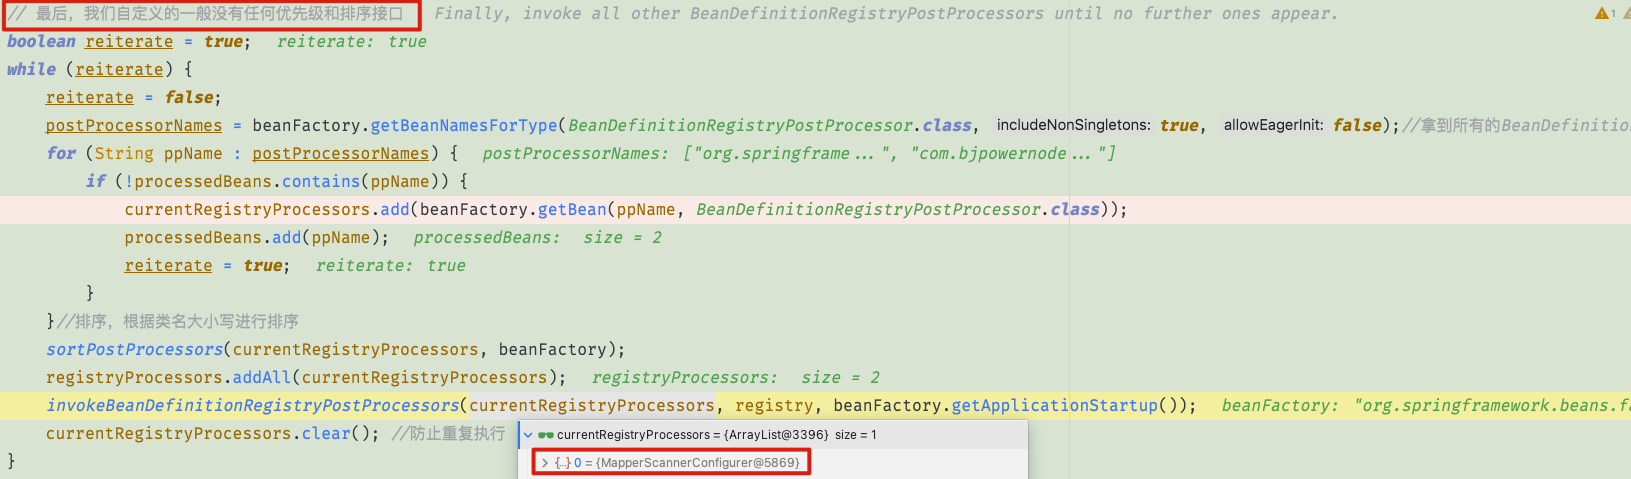 // 最后，我们自定义的一般没有任何优先级和排序接口 Finally, invoke all other BeanDefinitionRegistryPostProcessors until no further ones appear. 1
boolean reiterate = true; reiterate: true
while (reiterate) {
reiterate = false;
postProcessorNames = beanFactory.getBeanNamesForType(BeanDefinitionRegistryPostProcessor.class, includeNonSingletons: true, allowEagerInit: false);//拿到所有的BeanDefinitio
for (String ppName : postProcessorNames) { postProcessorNames: ["org.springframe...", "com.bjpowernode..."]
if (!processedBeans.contains(ppName)) {
currentRegistryProcessors.add(beanFactory.getBean(ppName, BeanDefinitionRegistryPostProcessor.class));
processedBeans.add(ppName); processedBeans: size = 2
reiterate = true; reiterate: true
}
}//排序，根据类名大小写进行排序
sortPostProcessors(currentRegistryProcessors, beanFactory);
registryProcessors.addAll(currentRegistryProcessors); registryProcessors: size = 2
invokeBeanDefinitionRegistryPostProcessors(currentRegistryProcessors, registry, beanFactory.getApplicationStartup()); beanFactory: "org.springframework.beans.fa
currentRegistryProcessors.clear(); //防止重复执行
currentRegistryProcessors = {ArrayList@3396} size = 1
{...} 0 = {MapperScannerConfigurer@5869}
}